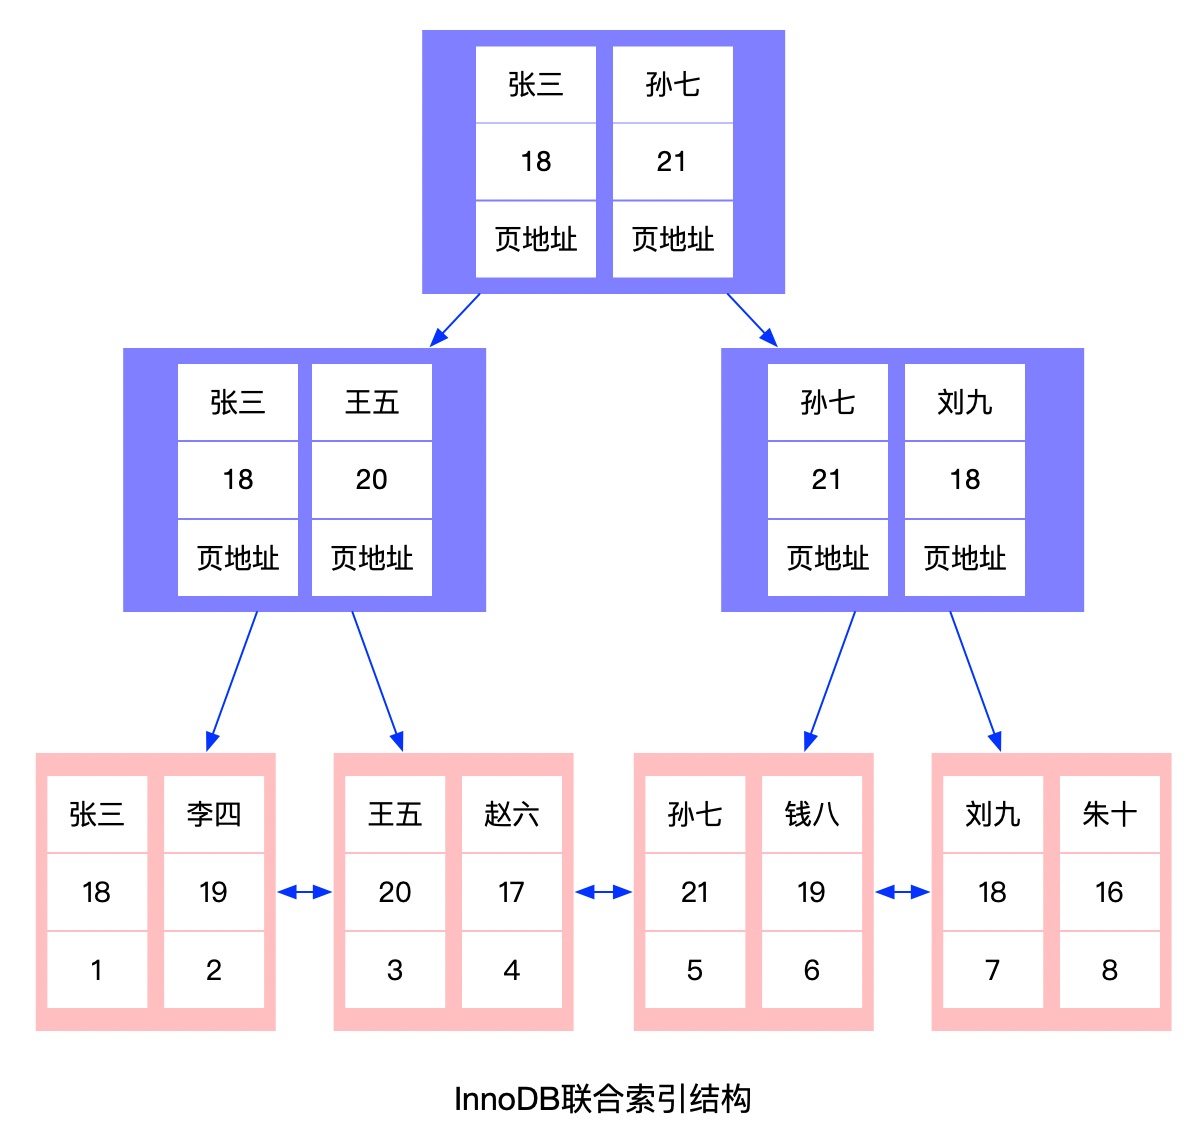 张三 孙七
18 21
页地址 页地址
张三 王五
18 20
页地址 页地址
孙七 刘九
21 18
页地址 页地址
张三 李四
18 19
1 2
王五 赵六
20 17
3 4
孙七 钱八
21 19
5 6
刘九 朱十
18 16
7 8
InnoDB联合索引结构